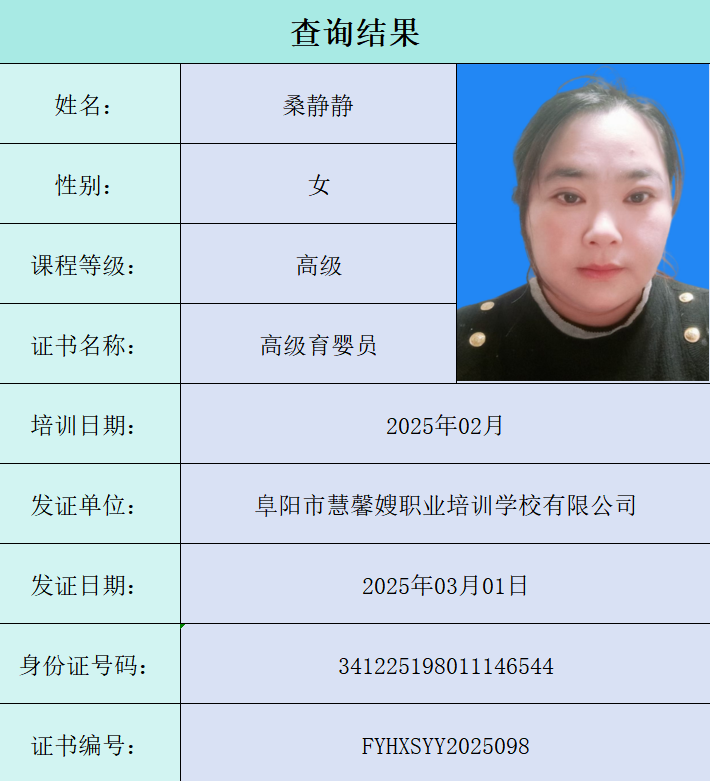 查询结果
姓名： 桑静静
性别： 女
课程等级： 高级
证书名称： 高级育婴员
培训日期： 2025年02月
发证单位： 阜阳市慧馨嫂职业培训学校有限公司
发证日期： 2025年03月01日
身份证号码： 341225198011146544
证书编号： FYHXSYY2025098